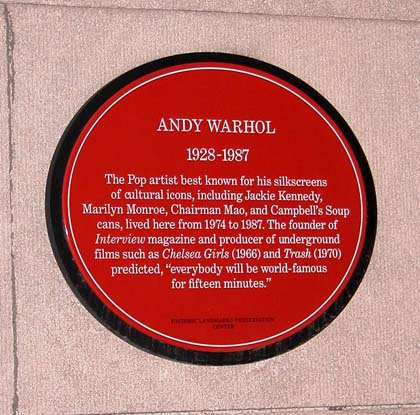 ANDY WARHOL
1928-1987
The Pop artist best known for his silkscreens
of cultural icons, including Jackie Kennedy,
Marilyn Monroe, Chairman Mao, and Campbell's Soup
cans, lived here from 1974 to 1987. The founder of
Interview magazine and producer of underground
films such as Chelsea Girls (1966) and Trash (1970)
predicted, "everybody will be world-famous
for fifteen minutes."
HISTORIC LANDMARKS PRESERVATION
CENTER